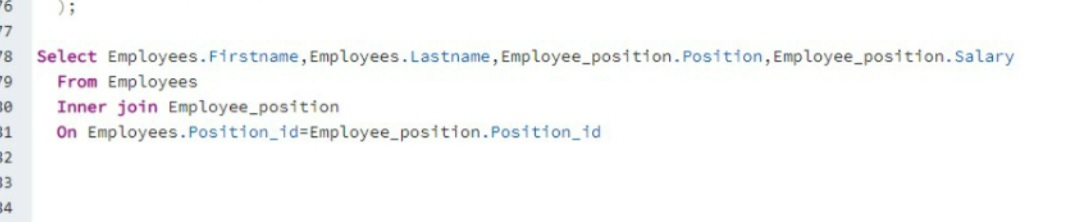 76 );
77
78 Select Employees.Firstname,Employees.Lastname,Employee_position.Position,Employee_position.Salary
79 From Employees
80 Inner join Employee_position
81 On Employees.Position_id=Employee_position.Position_id
82
83
84